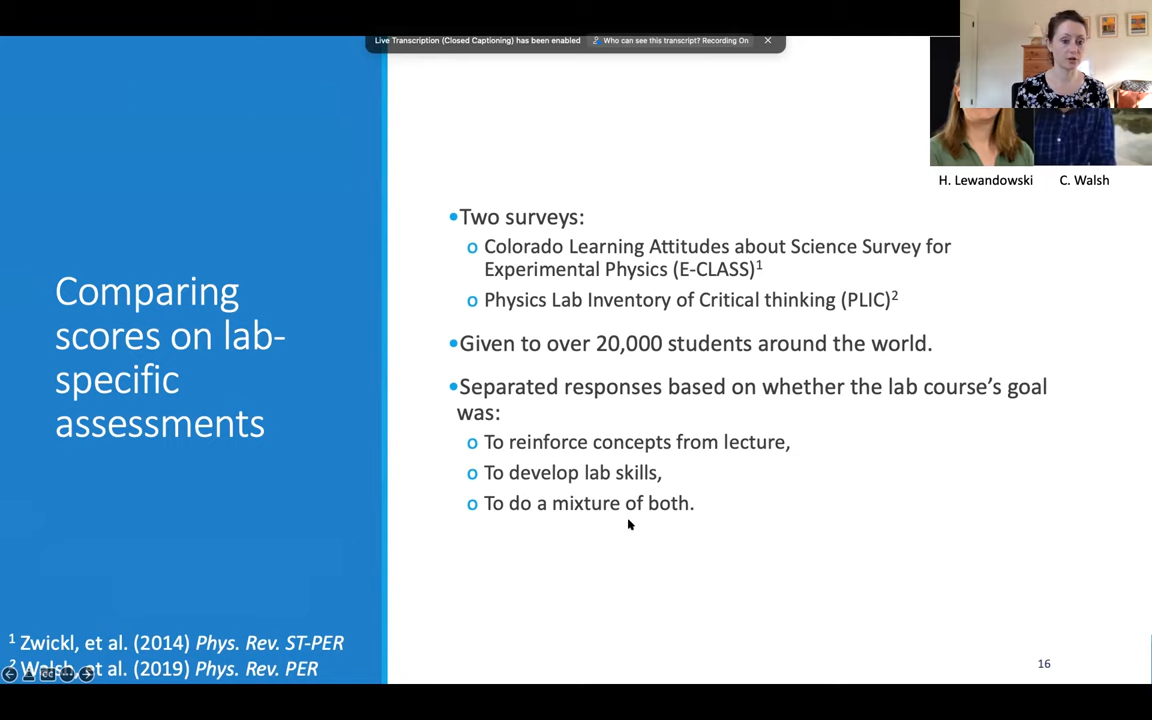 Live Transcription (Closed Captioning) has been enabled
Who can see this transcript? Recording On
H. Lewandowski
C. Walsh
Comparing
scores on lab-
specific
assessments
•Two surveys:
o Colorado Learning Attitudes about Science Survey for
Experimental Physics (E-CLASS)¹
o Physics Lab Inventory of Critical thinking (PLIC)²
•Given to over 20,000 students around the world.
•Separated responses based on whether the lab course's goal
was:
o To reinforce concepts from lecture,
o To develop lab skills,
o To do a mixture of both.
¹ Zwickl, et al. (2014) Phys. Rev. ST-PER
² Walsh, et al. (2019) Phys. Rev. PER
16